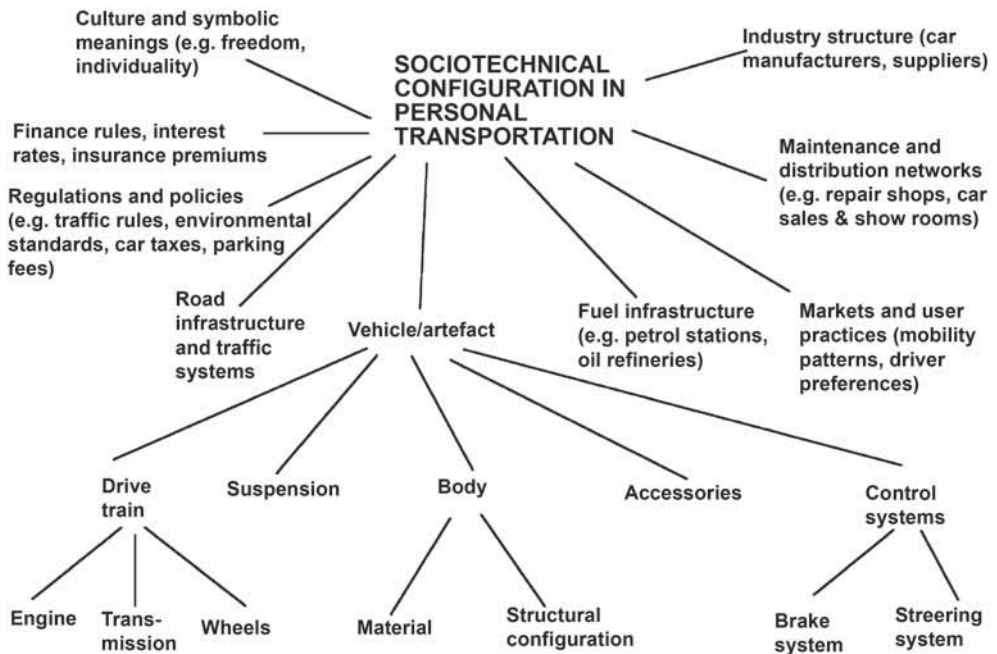 Culture and symbolic
meanings (e.g. freedom,
individuality)
SOCIOTECHNICAL
CONFIGURATION IN
PERSONAL
TRANSPORTATION
Industry structure (car
manufacturers, suppliers)
Finance rules, interest
rates, insurance premiums
Maintenance and
distribution networks
(e.g. repair shops, car
sales & show rooms)
Regulations and policies
(e.g. traffic rules, environmental
standards, car taxes, parking
fees)
Road
infrastructure
and traffic
systems
Vehicle/artefact
Fuel infrastructure
(e.g. petrol stations,
oil refineries)
Markets and user
practices (mobility
patterns, driver
preferences)
Drive
train
Suspension
Body
Accessories
Control
systems
Engine
Trans-
mission
Wheels
Material
Structural
configuration
Brake
system
Streering
system